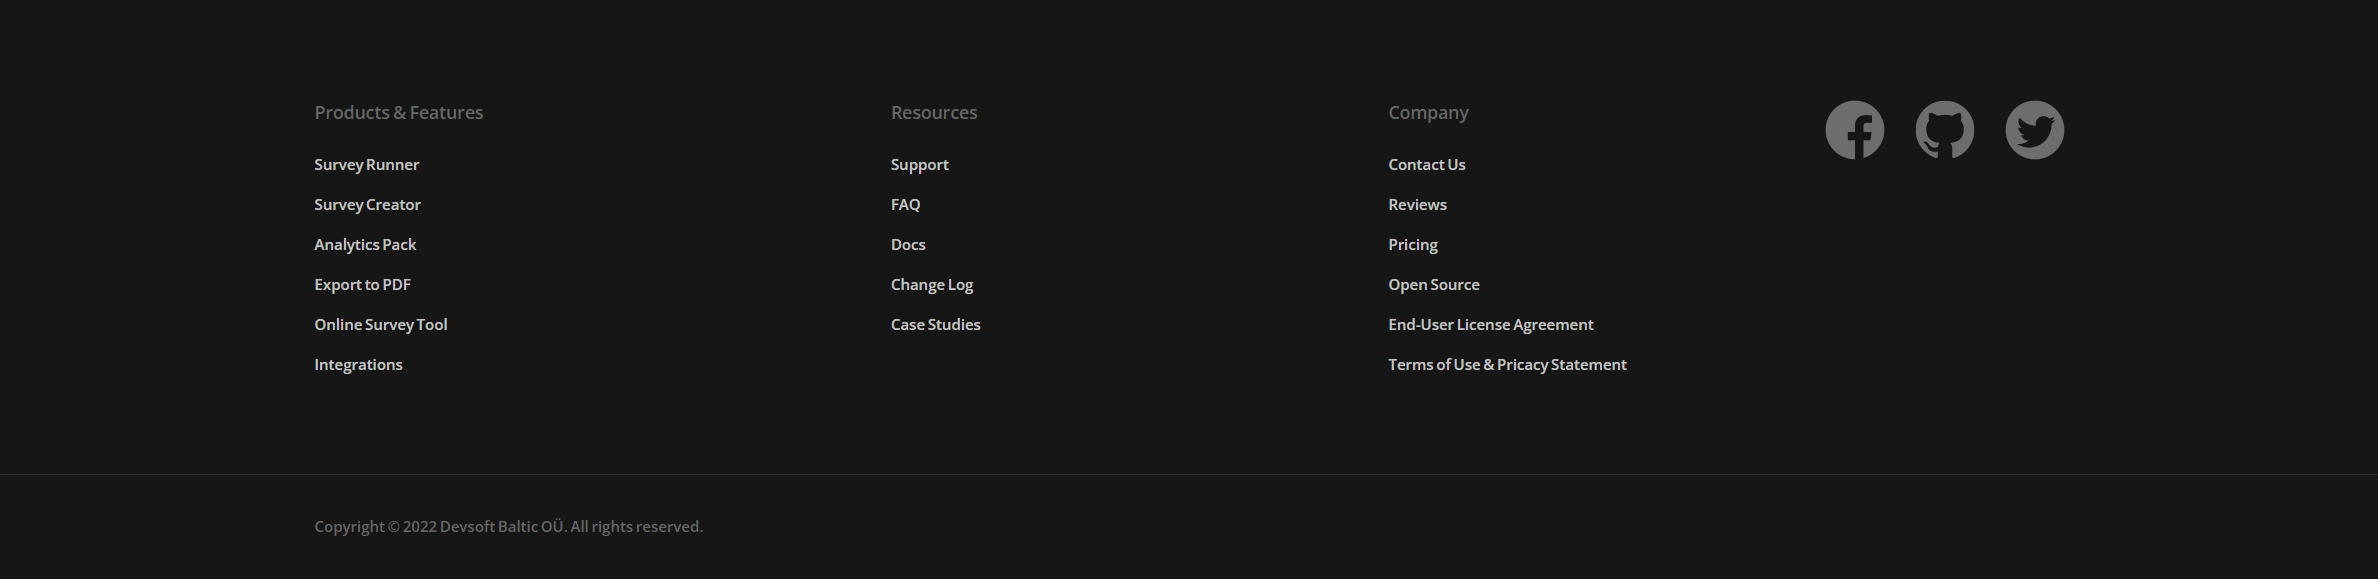 Products & Features
Survey Runner
Survey Creator
Analytics Pack
Export to PDF
Online Survey Tool
Integrations
Resources
Support
FAQ
Docs
Change Log
Case Studies
Company
Contact Us
Reviews
Pricing
Open Source
End-User License Agreement
Terms of Use & Pricacy Statement
Copyright © 2022 Devsoft Baltic OÜ. All rights reserved.